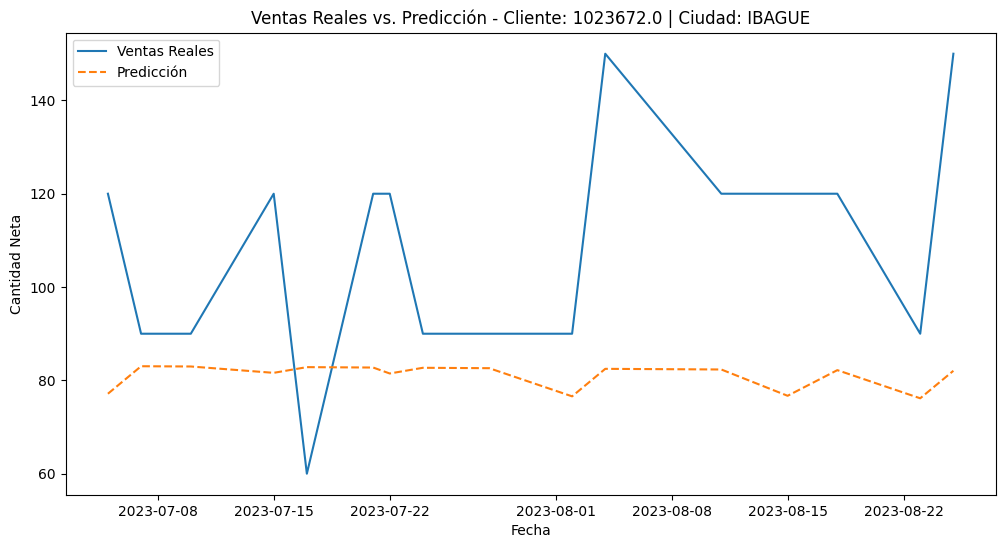 Ventas Reales vs. Predicción - Cliente: 1023672.0 | Ciudad: IBAGUE
Ventas Reales
Predicción
Cantidad Neta
140
120
100
80
60
2023-07-08
2023-07-15
2023-07-22
2023-08-01
2023-08-08
2023-08-15
2023-08-22
Fecha